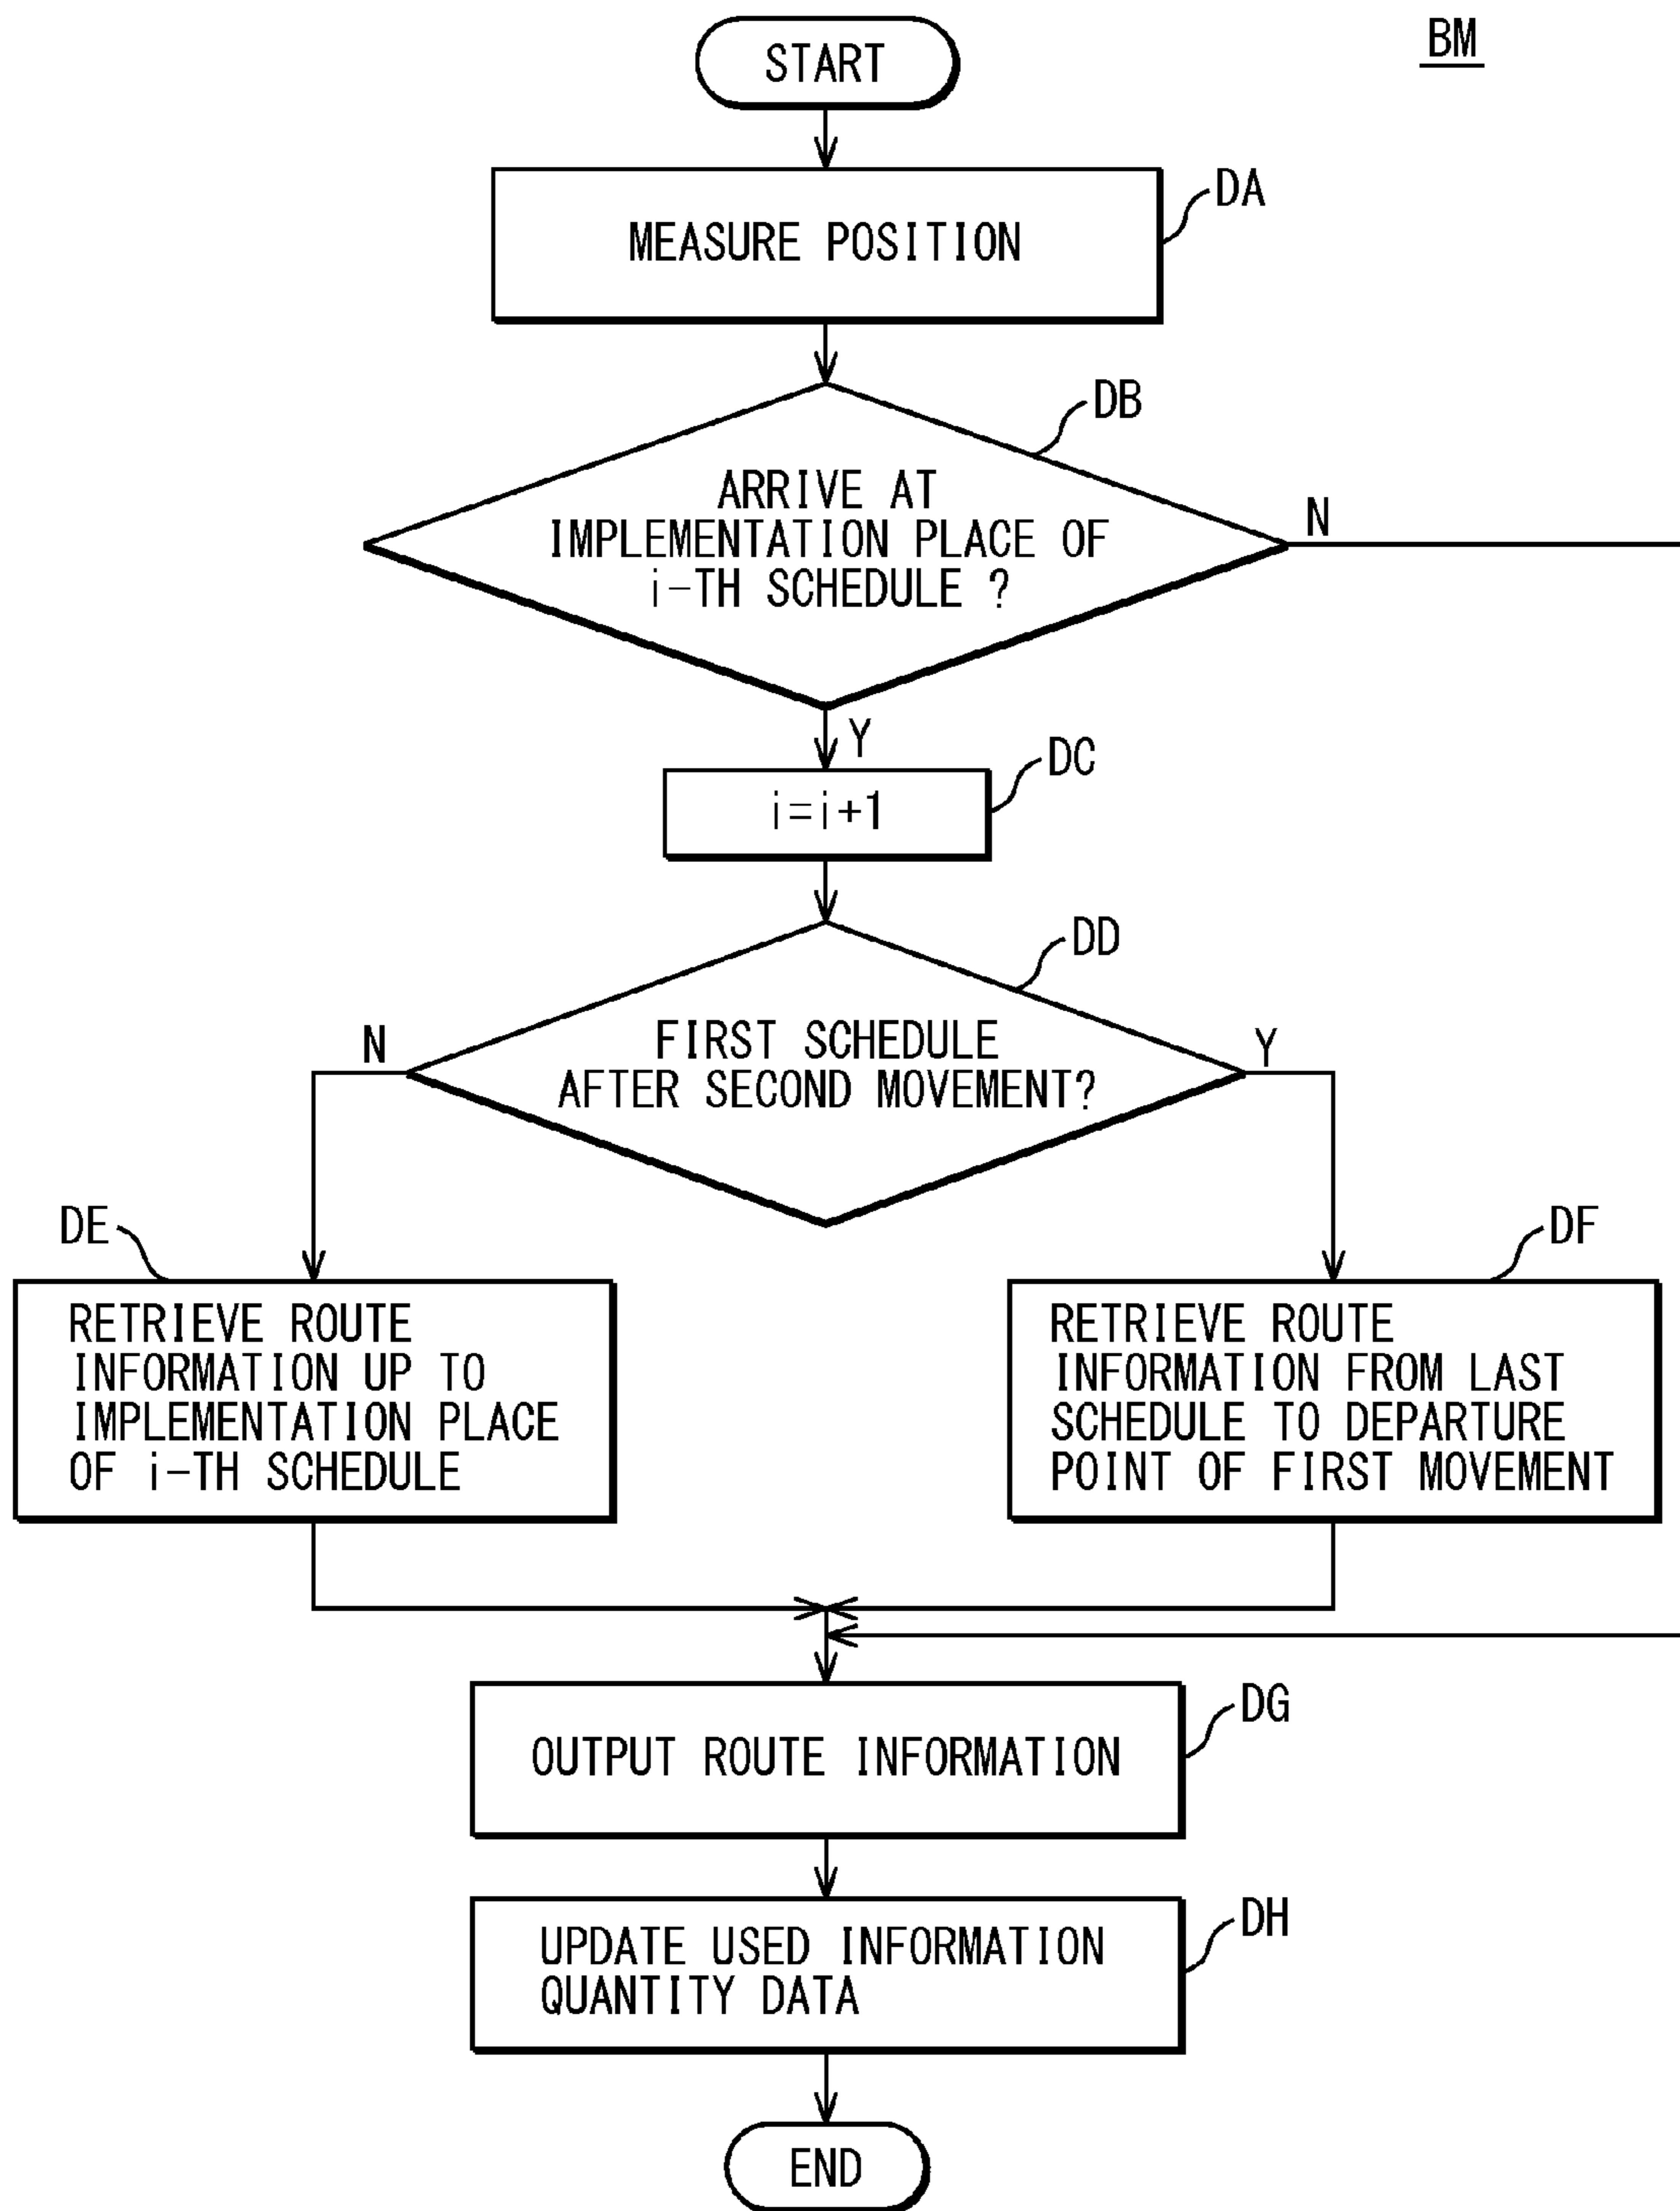 BM
START
DA
MEASURE POSITION
DB
ARRIVE AT
IMPLEMENTATION PLACE OF
i-TH SCHEDULE ?
N
Y
DC
i=i+1
DD
FIRST SCHEDULE
AFTER SECOND MOVEMENT?
N
Y
DE
RETRIEVE ROUTE
INFORMATION UP TO
IMPLEMENTATION PLACE
OF i-TH SCHEDULE
DF
RETRIEVE ROUTE
INFORMATION FROM LAST
SCHEDULE TO DEPARTURE
POINT OF FIRST MOVEMENT
DG
OUTPUT ROUTE INFORMATION
DH
UPDATE USED INFORMATION
QUANTITY DATA
END